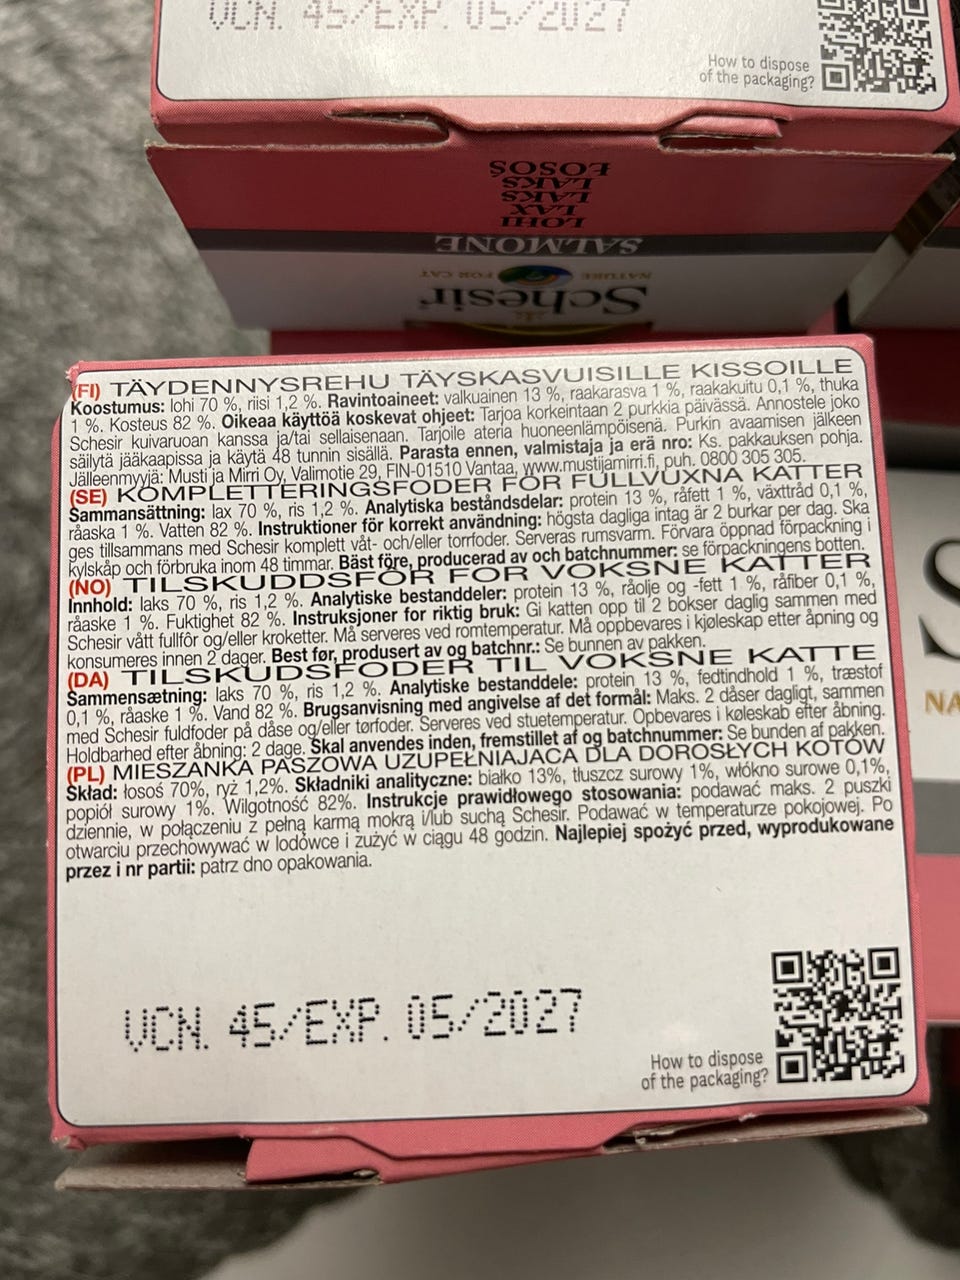 VCN. 45/EXP. 05/2027
How to dispose
of the packaging?
ŁOSOŚ
LAKS
LAKS
LAX
LOHI
SALMONE
NATURE FOR CAT
Schesir
(FI) TÄYDENNYSREHU TÄYSKASVUISILLE KISSOILLE
Koostumus: lohi 70 %, riisi 1,2 %. Ravintoaineet: valkuainen 13 %, raakarasva 1 %, raakakuitu 0,1 %, thuka
1 %. Kosteus 82 %. Oikeaa käyttöä koskevat ohjeet: Tarjoa korkeintaan 2 purkkia päivässä. Annostele joko
Schesir kuivaruoan kanssa ja/tai sellaisenaan. Tarjoile ateria huoneenlämpöisenä. Purkin avaamisen jälkeen
säilytä jääkaapissa ja käytä 48 tunnin sisällä. Parasta ennen, valmistaja ja erä nro: Ks. pakkauksen pohja.
Jälleenmyyjä: Musti ja Mirri Oy, Valimotie 29, FIN-01510 Vantaa, www.mustijamirri.fi, puh. 0800 305 305.
(SE) KOMPLETTERINGSFODER FÖR FULLVUXNA KATTER
Sammansättning: lax 70 %, ris 1,2 %. Analytiska beståndsdelar: protein 13 %, råfett 1 %, växttråd 0,1 %,
råaska 1 %. Vatten 82 %. Instruktioner för korrekt användning: högsta dagliga intag är 2 burkar per dag. Ska
ges tillsammans med Schesir komplett våt- och/eller torrfoder. Serveras rumsvarm. Förvara öppnad förpackning i
kylskåp och förbruka inom 48 timmar. Bäst före, producerad av och batchnummer: se förpackningens botten.
(NO) TILSKUDDSFÔR FOR VOKSNE KATTER
Innhold: laks 70 %, ris 1,2 %. Analytiske bestanddeler: protein 13 %, råolje og -fett 1 %, råfiber 0,1 %,
råaske 1 %. Fuktighet 82 %. Instruksjoner for riktig bruk: Gi katten opp til 2 bokser daglig sammen med
Schesir vått fullfôr og/eller kroketter. Må serveres ved romtemperatur. Må oppbevares i kjøleskap etter åpning og
konsumeres innen 2 dager. Best før, produsert av og batchnr.: Se bunnen av pakken.
(DA) TILSKUDSFODER TIL VOKSNE KATTE
Sammensætning: laks 70 %, ris 1,2 %. Analytiske bestanddele: protein 13 %, fedtindhold 1 %, træstof
0,1 %, råaske 1 %. Vand 82 %. Brugsanvisning med angivelse af det formål: Maks. 2 dåser dagligt, sammen
med Schesir fuldfoder på dåse og/eller tørfoder. Serveres ved stuetemperatur. Opbevares i køleskab efter åbning.
Holdbarhed efter åbning: 2 dage. Skal anvendes inden, fremstillet af og batchnummer: Se bunden af pakken.
(PL) MIESZANKA PASZOWA UZUPEŁNIAJĄCA DLA DOROSŁYCH KOTÓW
Skład: łosoś 70%, ryż 1,2%. Składniki analityczne: białko 13%, tłuszcz surowy 1%, włókno surowe 0,1%,
popiół surowy 1%. Wilgotność 82%. Instrukcje prawidłowego stosowania: podawać maks. 2 puszki
dziennie, w połączeniu z pełną karmą mokrą i/lub suchą Schesir. Podawać w temperaturze pokojowej. Po
otwarciu przechowywać w lodówce i zużyć w ciągu 48 godzin. Najlepiej spożyć przed, wyprodukowane
przez i nr partii: patrz dno opakowania.
VCN. 45/EXP. 05/2027
How to dispose
of the packaging?
S
NA